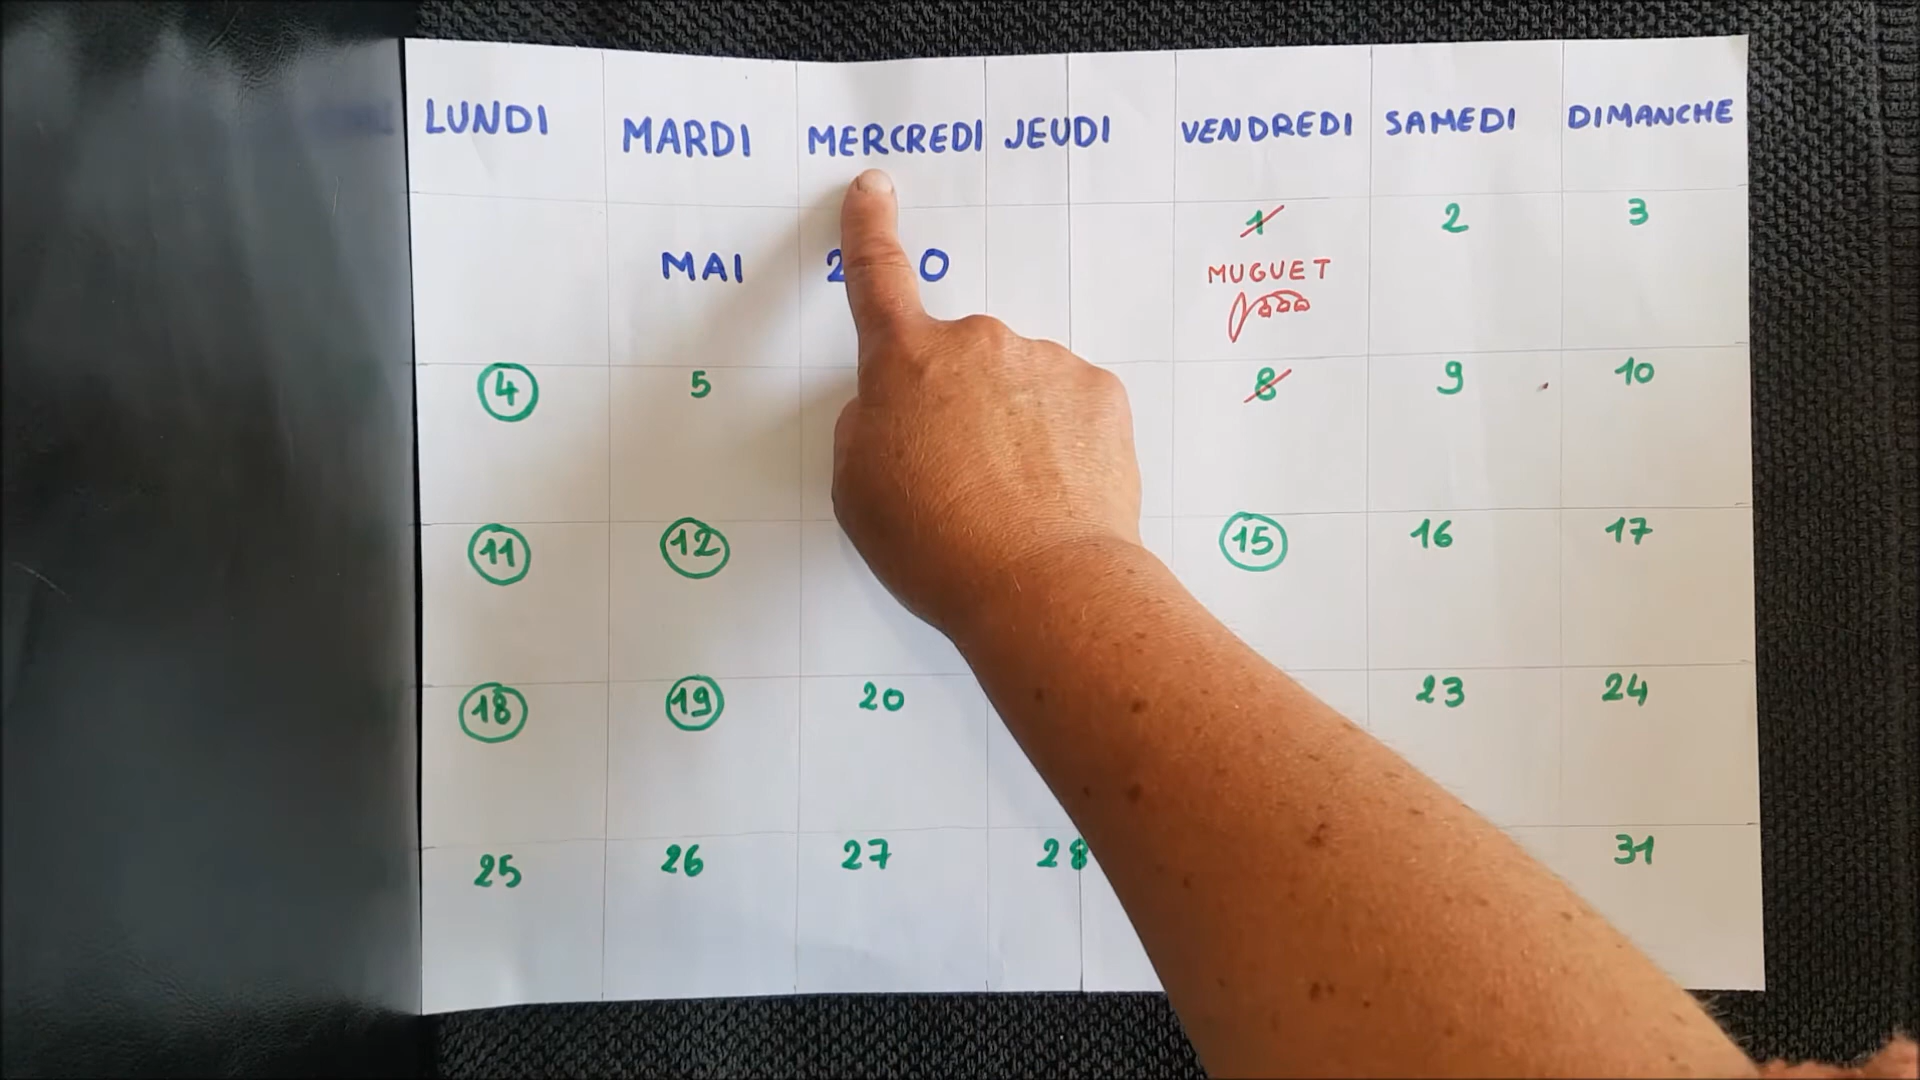 LUNDI MARDI MERCREDI JEUDI VENDREDI SAMEDI DIMANCHE
MAI 1 2 3
MUGUET
4 5 8 9 10
11 12 15 16 17
18 19 20 23 24
25 26 27 28 31